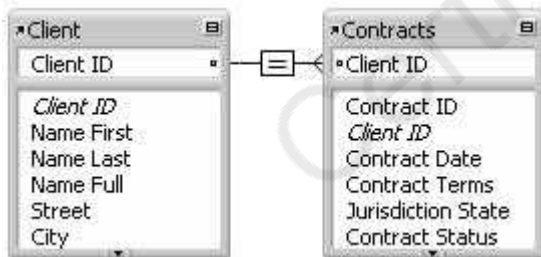 Client
Client ID
Client ID
Name First
Name Last
Name Full
Street
City
=
Contracts
Client ID
Contract ID
Client ID
Contract Date
Contract Terms
Jurisdiction State
Contract Status